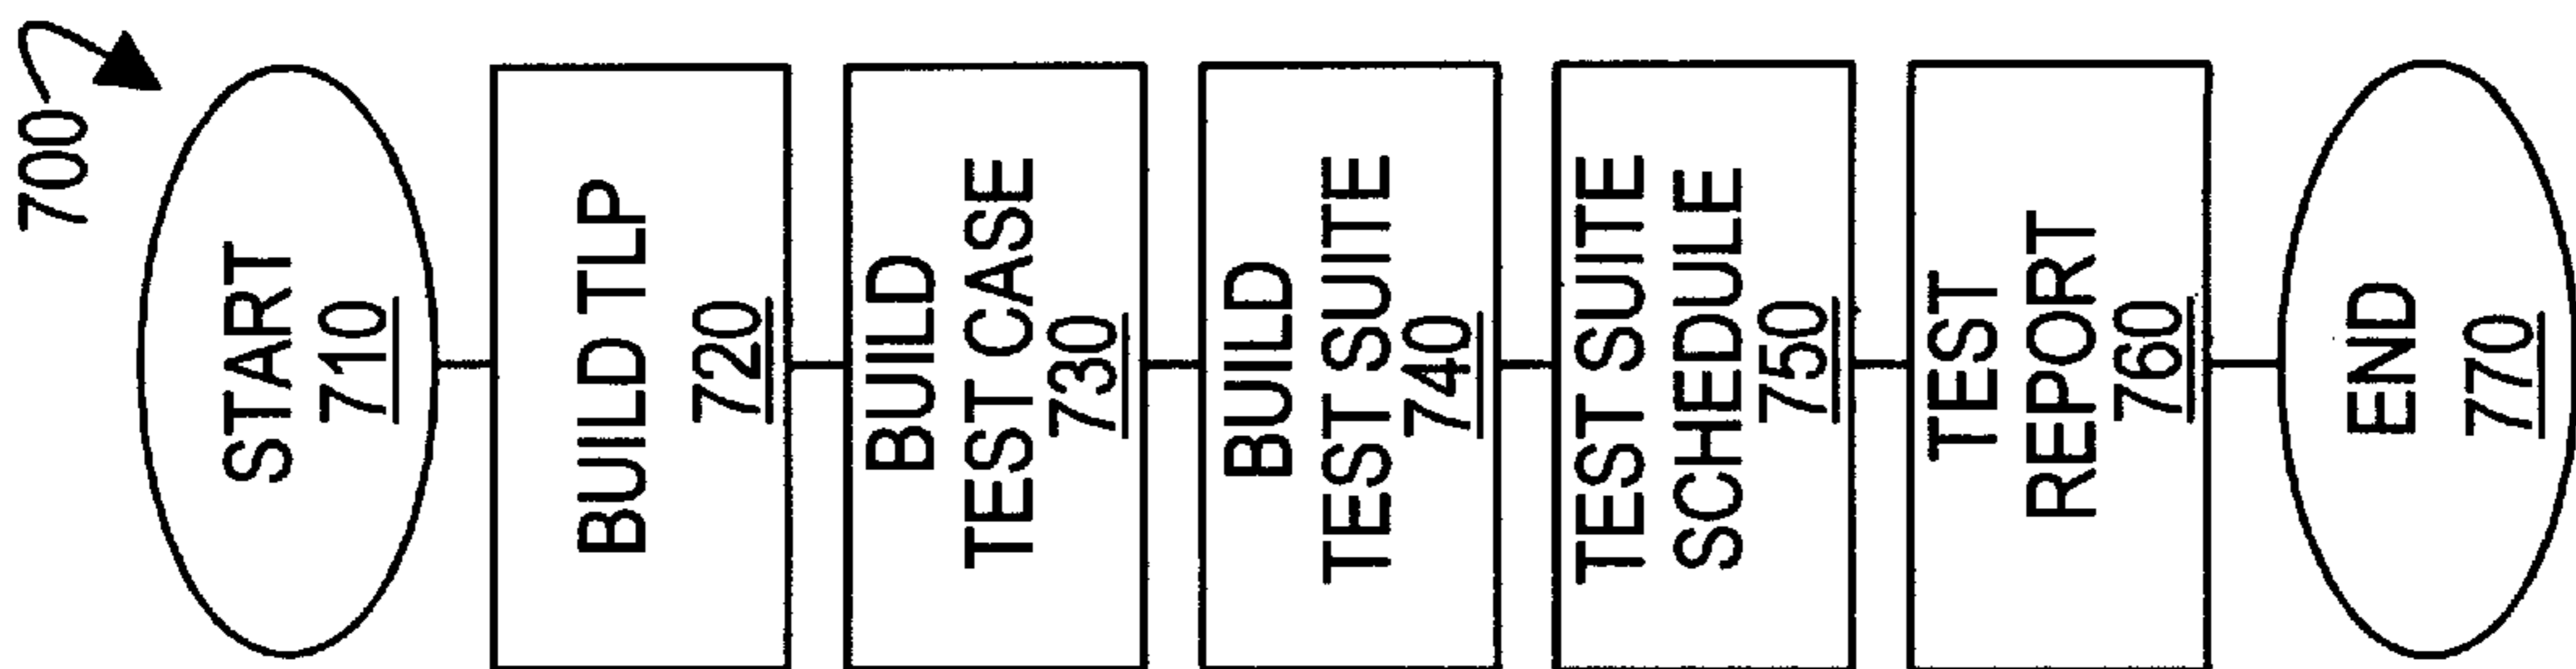 700
START
710
BUILD TLP
720
BUILD
TEST CASE
730
BUILD
TEST SUITE
740
TEST SUITE
SCHEDULE
750
TEST
REPORT
760
END
770